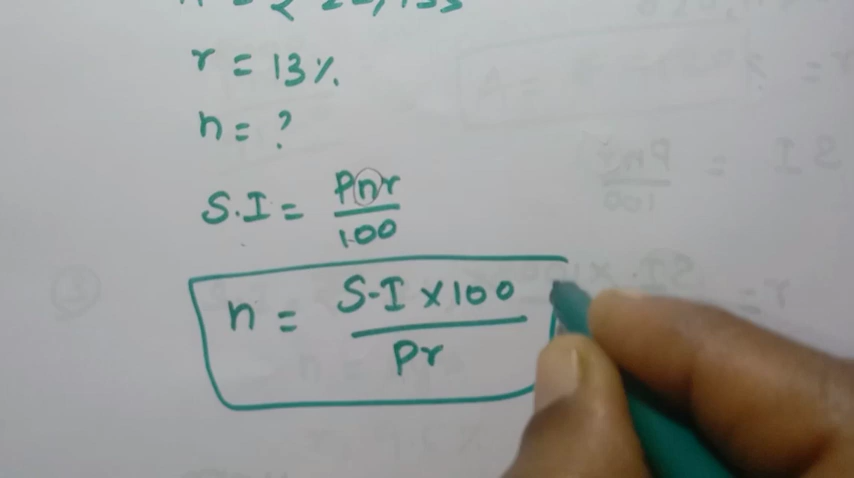 r = 13%
n = ?
S.I = Pnr / 100
n = S.I × 100 / Pr